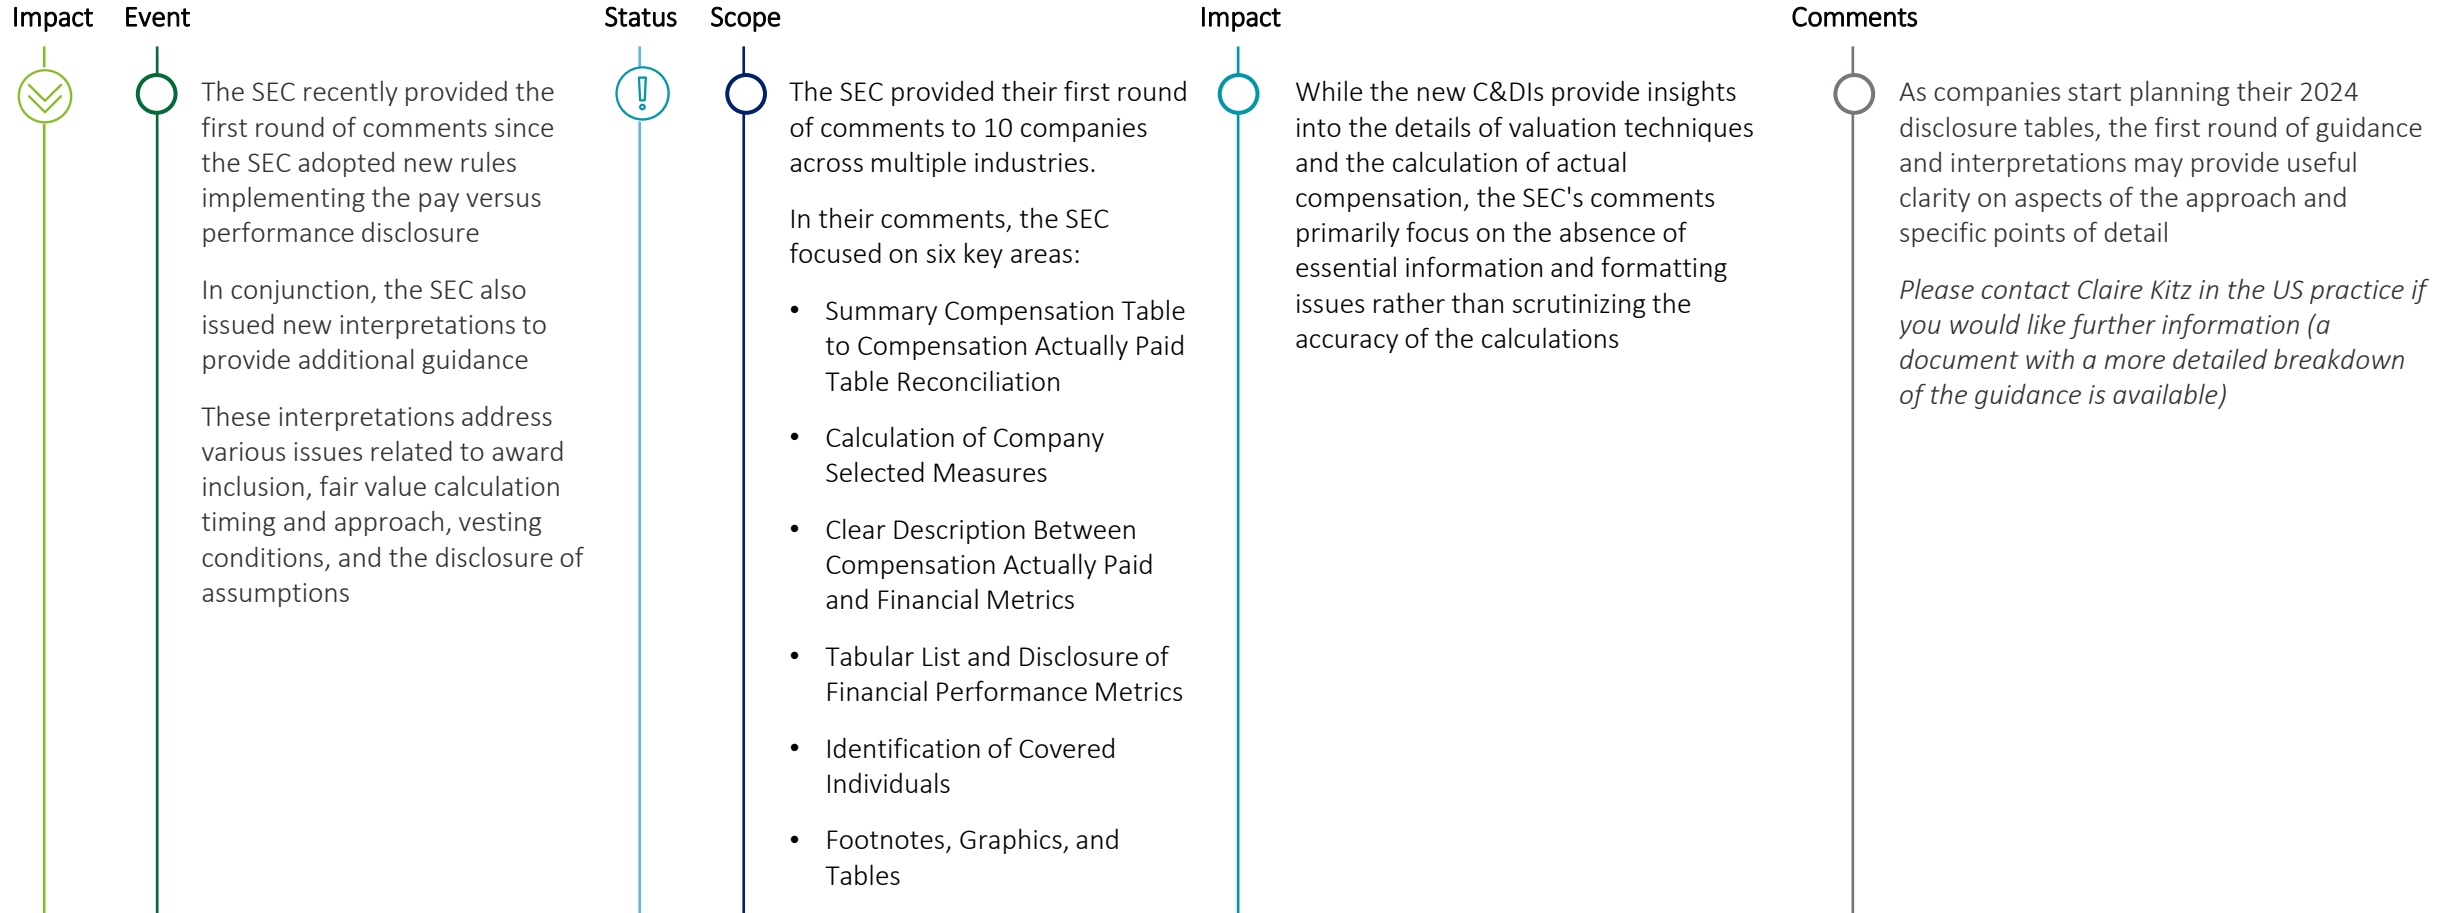 Impact
Event
Status
Scope
Impact
Comments
The SEC recently provided the
first round of comments since
the SEC adopted new rules
implementing the pay versus
performance disclosure
In conjunction, the SEC also
issued new interpretations to
provide additional guidance
These interpretations address
various issues related to award
inclusion, fair value calculation
timing and approach, vesting
conditions, and the disclosure of
assumptions
!
The SEC provided their first round
of comments to 10 companies
across multiple industries.
In their comments, the SEC
focused on six key areas:
• Summary Compensation Table
to Compensation Actually Paid
Table Reconciliation
• Calculation of Company
Selected Measures
• Clear Description Between
Compensation Actually Paid
and Financial Metrics
• Tabular List and Disclosure of
Financial Performance Metrics
• Identification of Covered
Individuals
• Footnotes, Graphics, and
Tables
While the new C&DIs provide insights
into the details of valuation techniques
and the calculation of actual
compensation, the SEC's comments
primarily focus on the absence of
essential information and formatting
issues rather than scrutinizing the
accuracy of the calculations
As companies start planning their 2024
disclosure tables, the first round of guidance
and interpretations may provide useful
clarity on aspects of the approach and
specific points of detail
Please contact Claire Kitz in the US practice if
you would like further information (a
document with a more detailed breakdown
of the guidance is available)